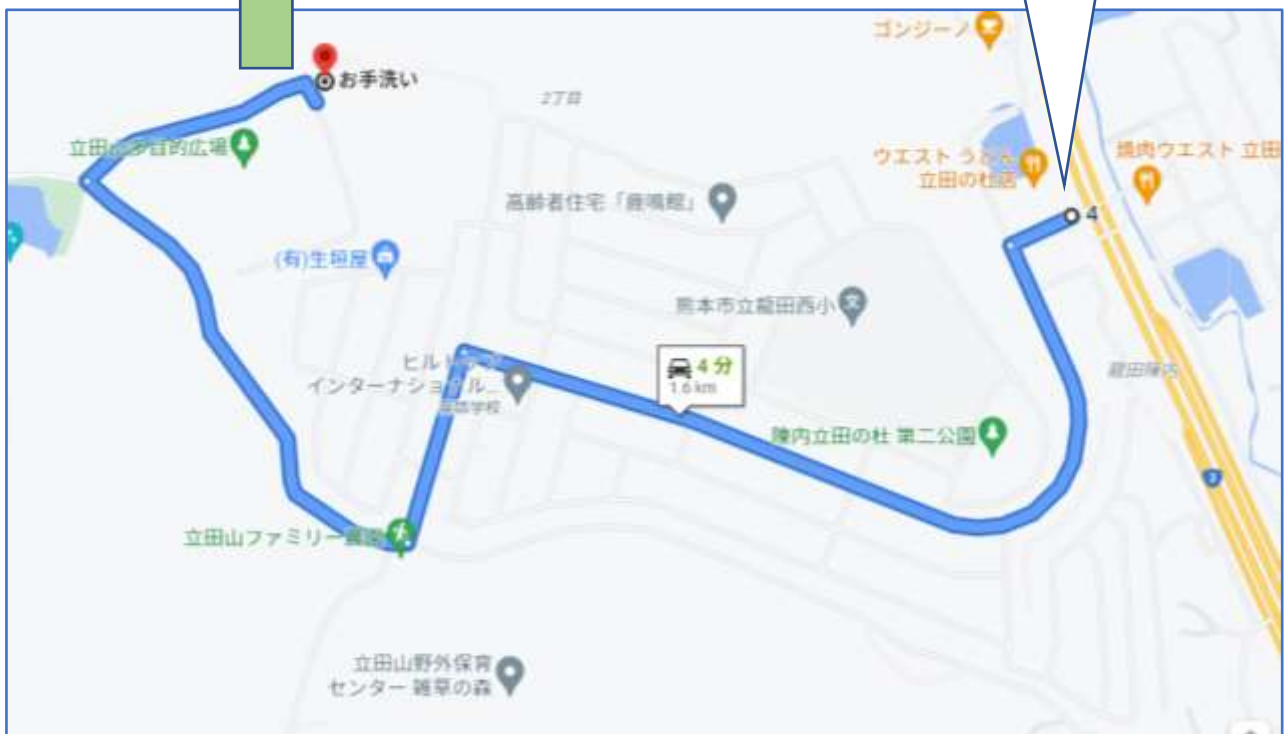 ゴンジーノ
お手洗い
2丁目
立田山多目的広場
ウエスト うどん
立田の杜店
焼肉ウエスト 立田
高齢者住宅「鹿鳴館」
4
(有)生垣屋
熊本市立龍田西小
ヒルトップ
インターナショナル...
4 分
1.6 km
龍田陣内
陣内立田の杜 第二公園
3
立田山ファミリー農園
立田山野外保育
センター 雑草の森